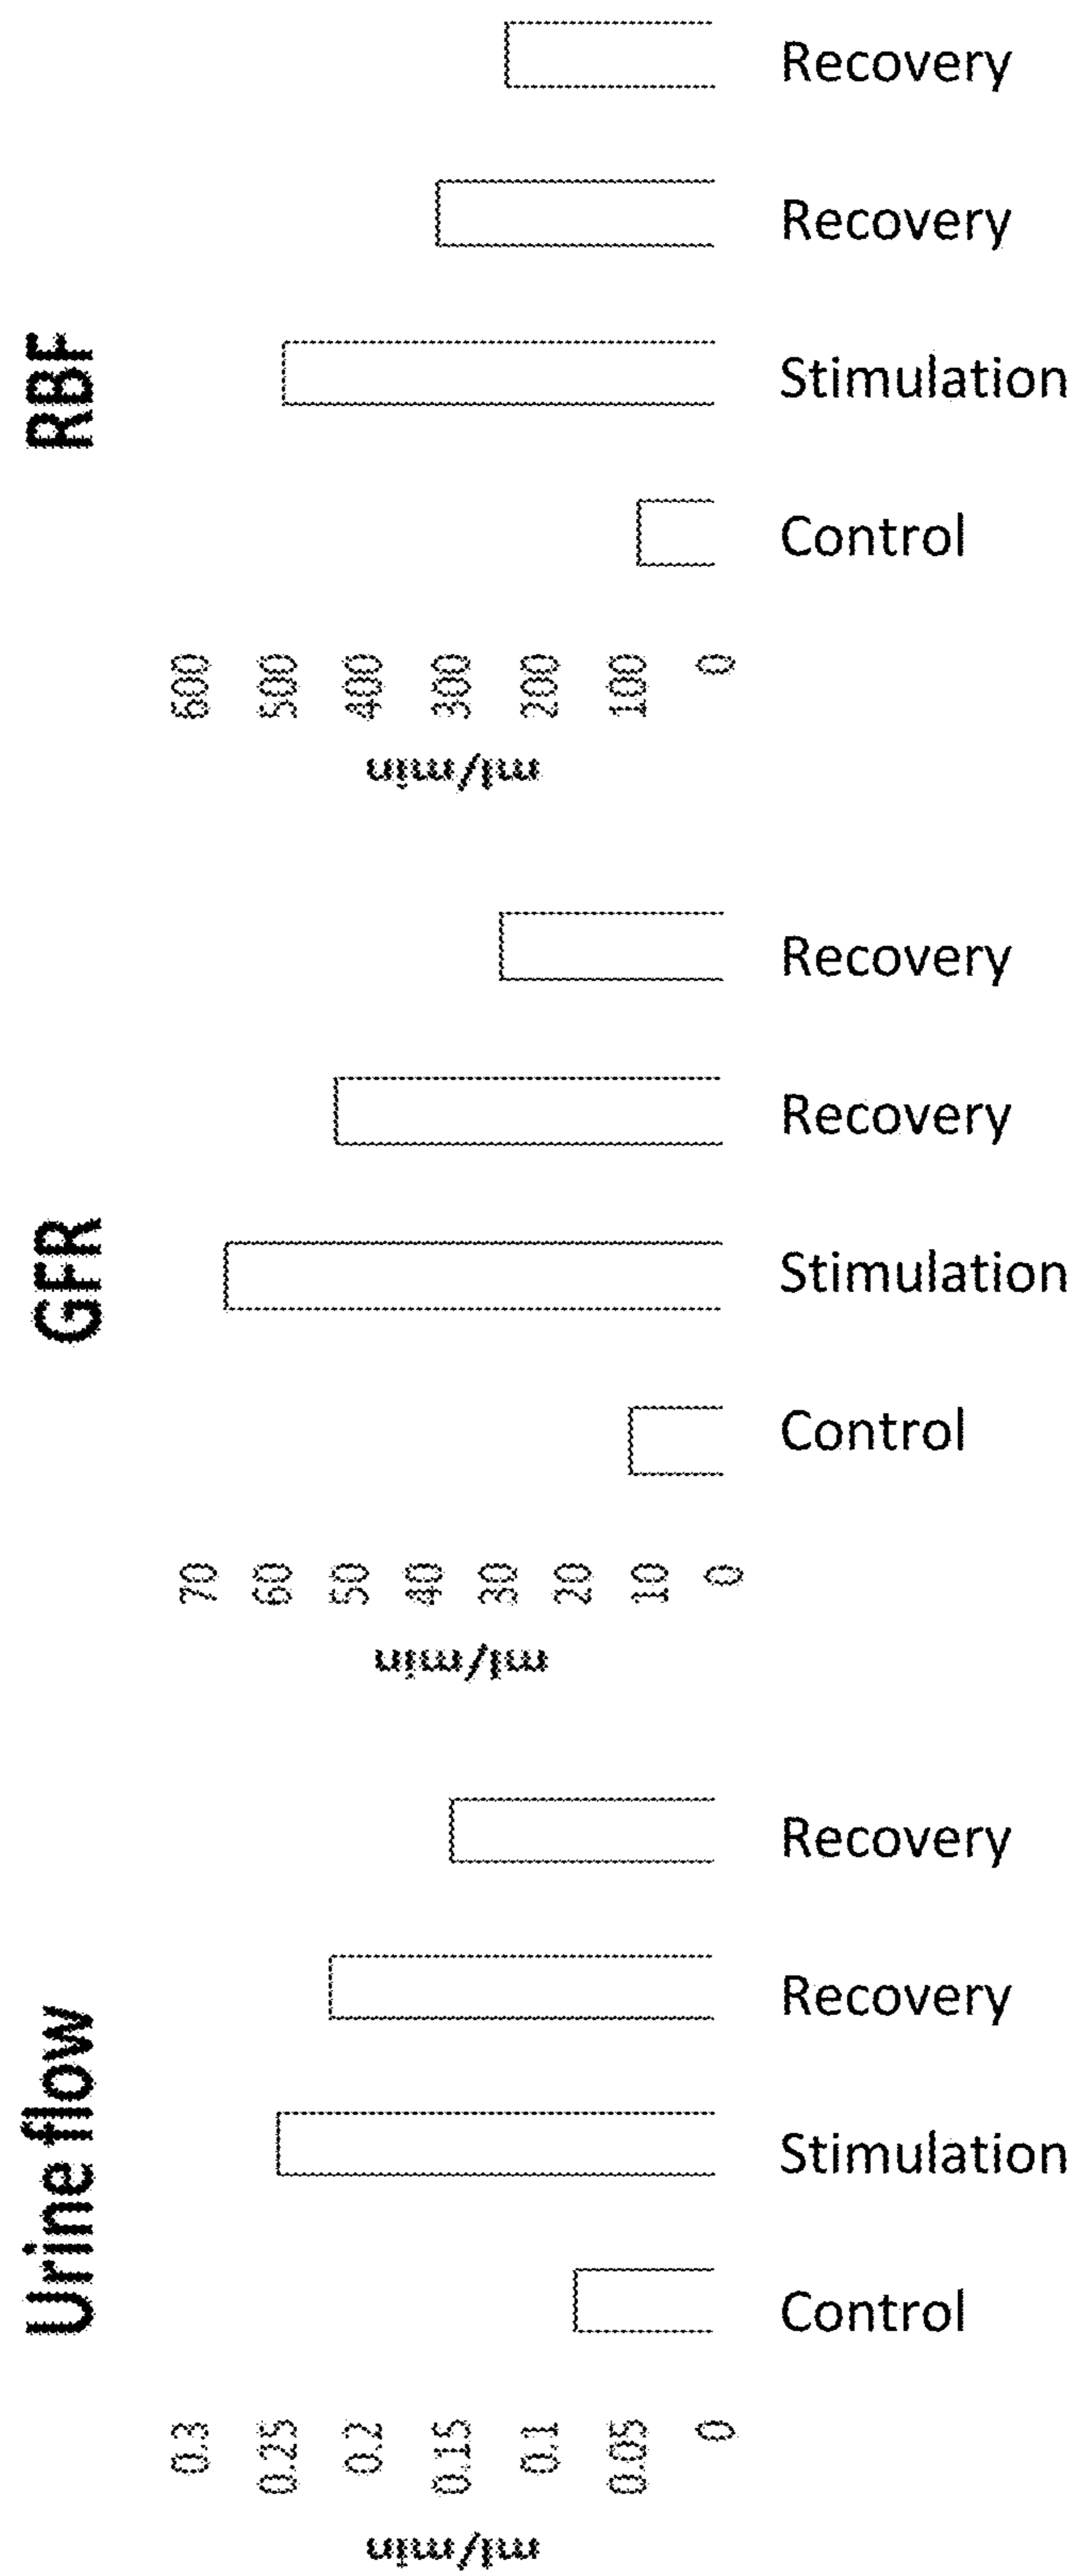 Urine flow
ml/min
0.3
0.25
0.2
0.15
0.1
0.05
0
Control
Stimulation
Recovery
Recovery
GFR
ml/min
70
60
50
40
30
20
10
0
Control
Stimulation
Recovery
Recovery
RBF
ml/min
600
500
400
300
200
100
0
Control
Stimulation
Recovery
Recovery